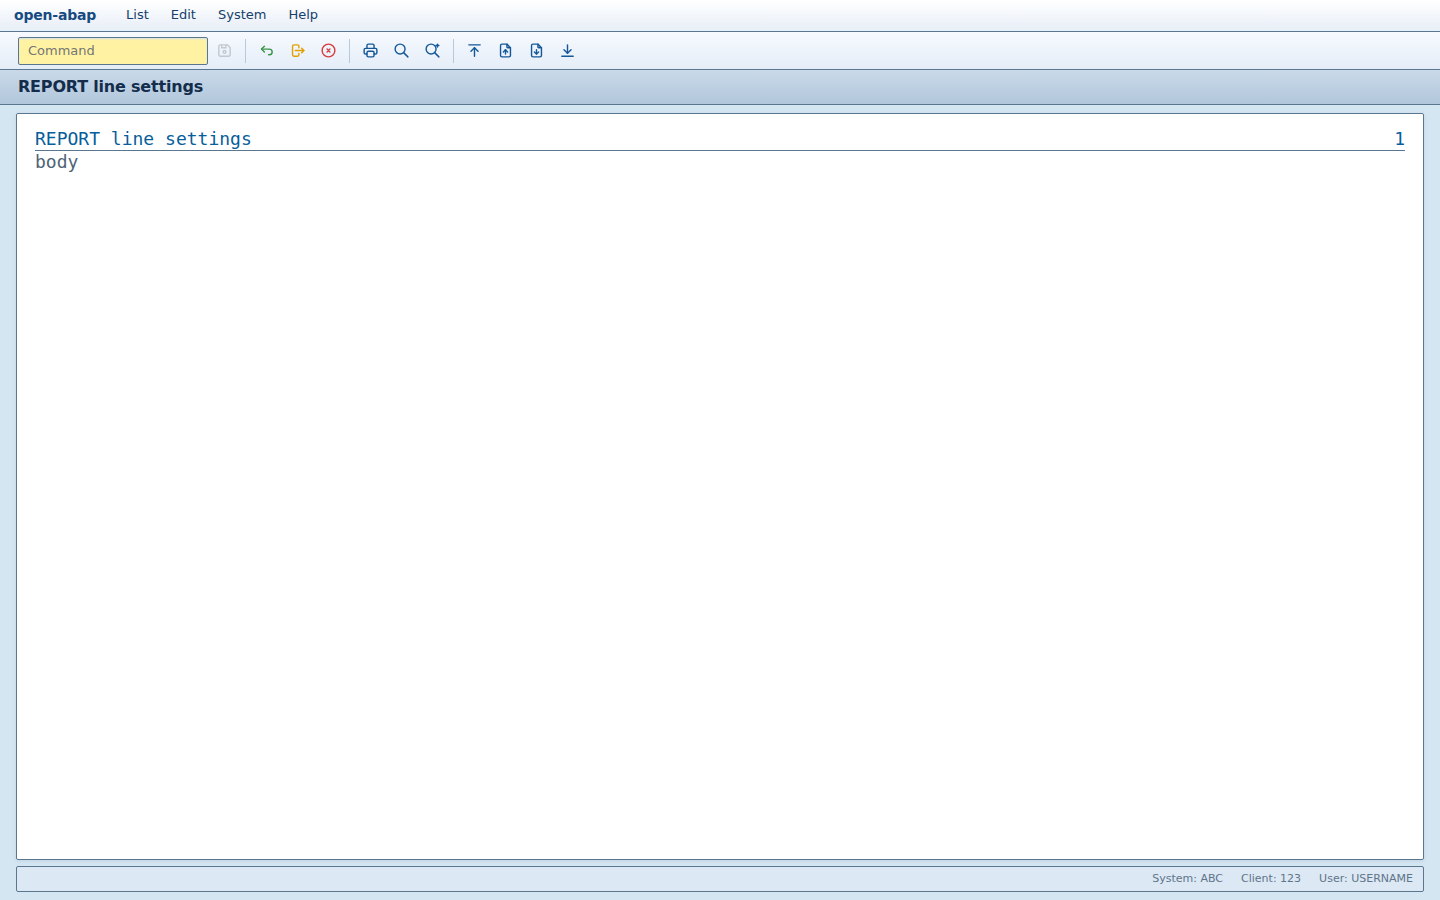 open-abap List Edit System Help
Command
REPORT line settings
REPORT line settings 1
body
System: ABC Client: 123 User: USERNAME